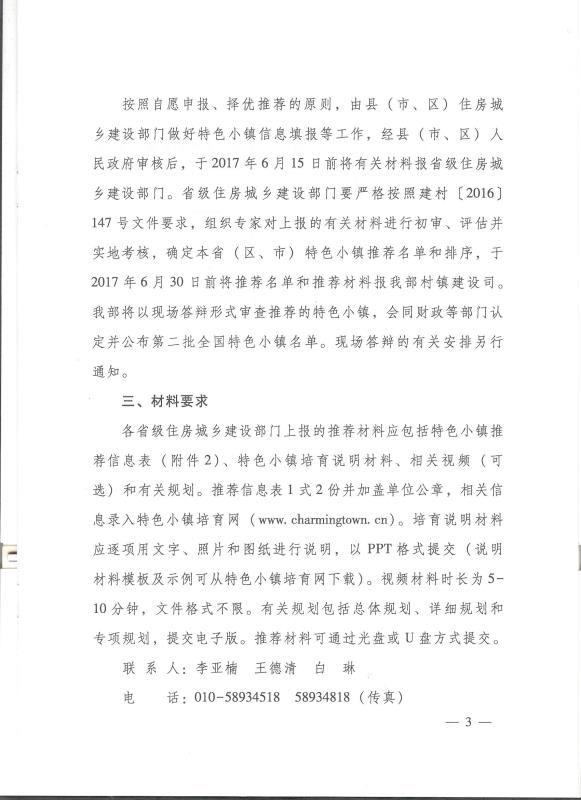 按照自愿申报、择优推荐的原则，由县（市、区）住房城
乡建设部门做好特色小镇信息填报等工作，经县（市、区）人
民政府审核后，于 2017 年 6 月 15 日前将有关材料报省级住房城
乡建设部门。省级住房城乡建设部门要严格按照建村〔2016〕
147 号文件要求，组织专家对上报的有关材料进行初审、评估并
实地考核，确定本省（区、市）特色小镇推荐名单和排序，于
2017 年 6 月 30 日前将推荐名单和推荐材料报我部村镇建设司。
我部将以现场答辩形式审查推荐的特色小镇，会同财政等部门认
定并公布第二批全国特色小镇名单。现场答辩的有关安排另行
通知。
三、材料要求
各省级住房城乡建设部门上报的推荐材料应包括特色小镇推
荐信息表（附件 2）、特色小镇培育说明材料、相关视频（可
选）和有关规划。推荐信息表 1 式 2 份并加盖单位公章，相关信
息录入特色小镇培育网（www.charmingtown.cn）。培育说明材料
应逐项用文字、照片和图纸进行说明，以 PPT 格式提交（说明
材料模板及示例可从特色小镇培育网下载）。视频材料时长为 5-
10 分钟，文件格式不限。有关规划包括总体规划、详细规划和
专项规划，提交电子版。推荐材料可通过光盘或 U 盘方式提交。
联 系 人：李亚楠 王德清 白 琳
电 话：010-58934518 58934818（传真）
— 3 —